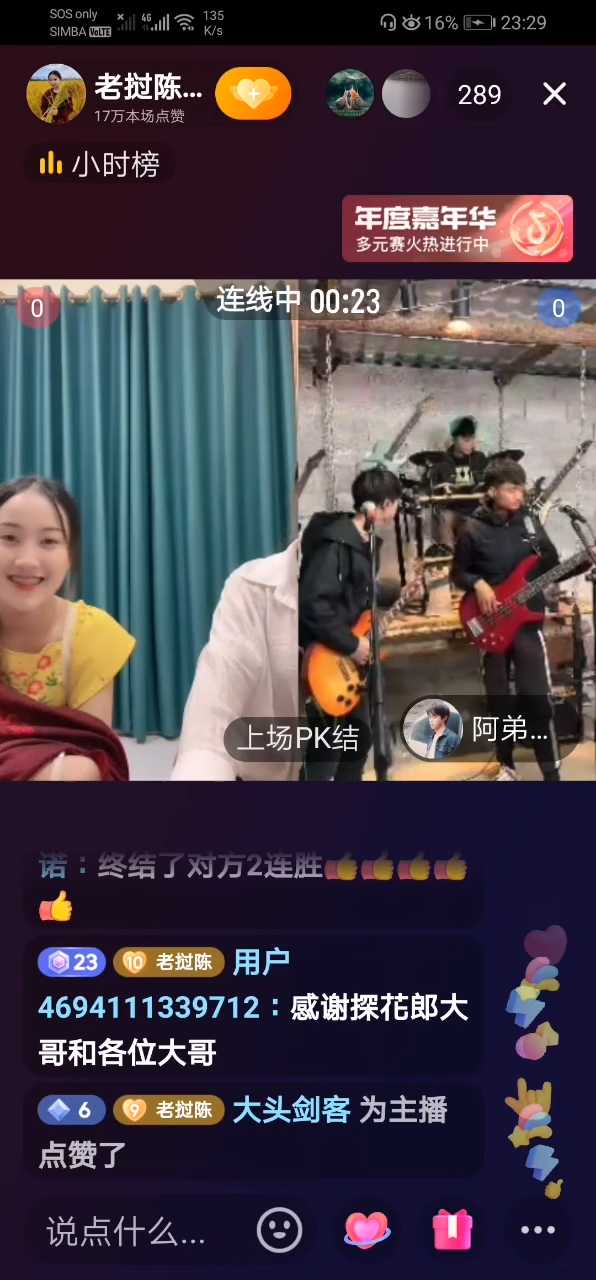 SOS only
SIMBA VoLTE
4G
135
K/s
16%
23:29
老挝陈...
17万本场点赞
289
小时榜
年度嘉年华
多元赛火热进行中
0
连线中 00:23
0
上场PK结
阿弟...
诺：终结了对方2连胜👍👍👍👍
👍
23 10 老挝陈 用户
4694111339712：感谢探花郎大
哥和各位大哥
6 9 老挝陈 大头剑客 为主播
点赞了
说点什么...